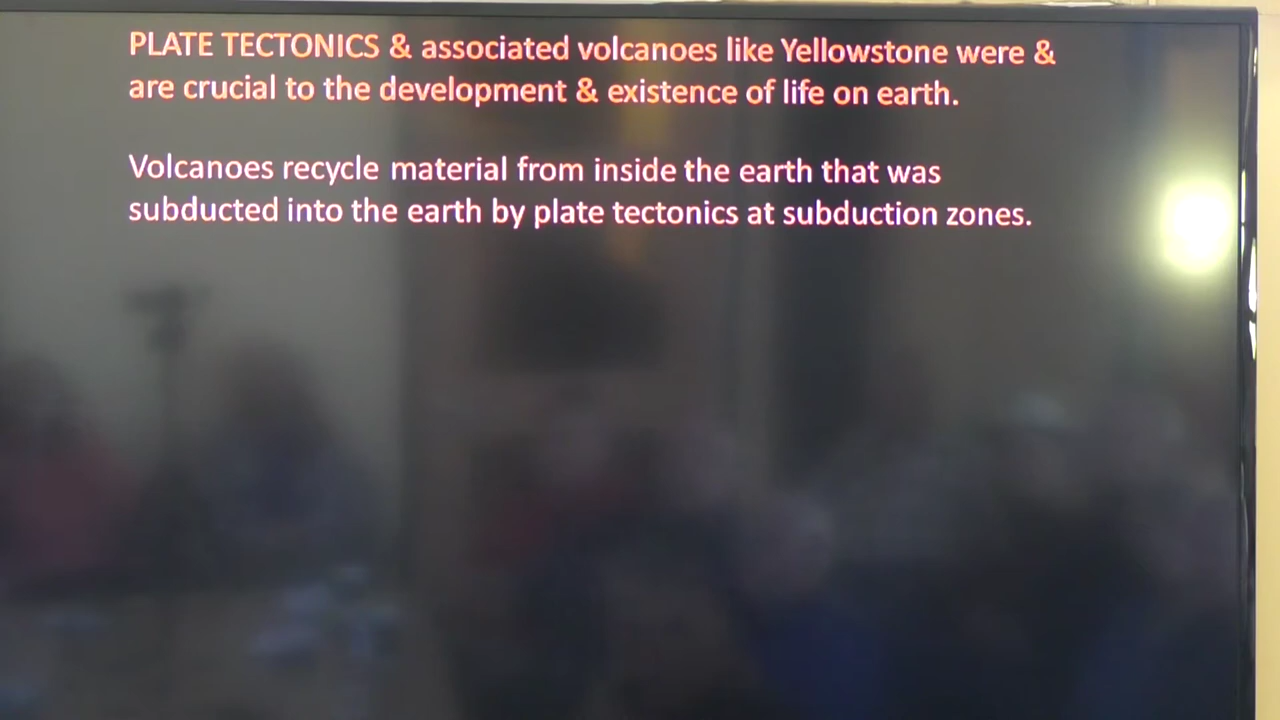 PLATE TECTONICS & associated volcanoes like Yellowstone were &
are crucial to the development & existence of life on earth.
Volcanoes recycle material from inside the earth that was
subducted into the earth by plate tectonics at subduction zones.